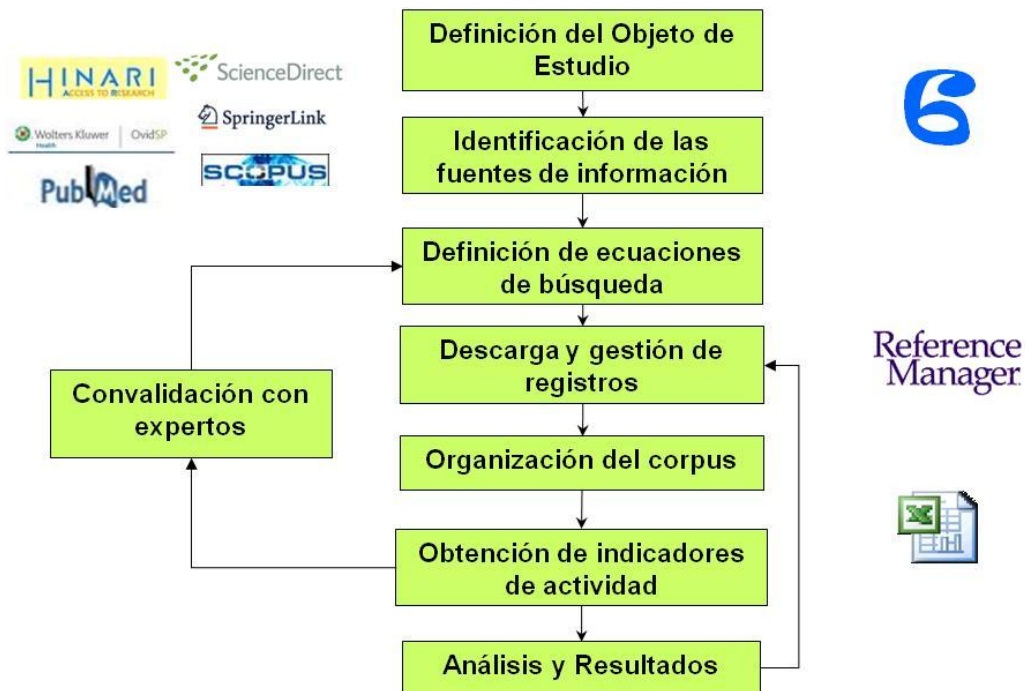 Definición del Objeto de
Estudio
HINARI
ACCESS TO RESEARCH
ScienceDirect
Wolters Kluwer
Health
OvidSP
SpringerLink
PubMed
SCOPUS
6
Identificación de las
fuentes de información
Definición de ecuaciones
de búsqueda
Descarga y gestión de
registros
Reference
Manager
Convalidación con
expertos
Organización del corpus
Obtención de indicadores
de actividad
Análisis y Resultados